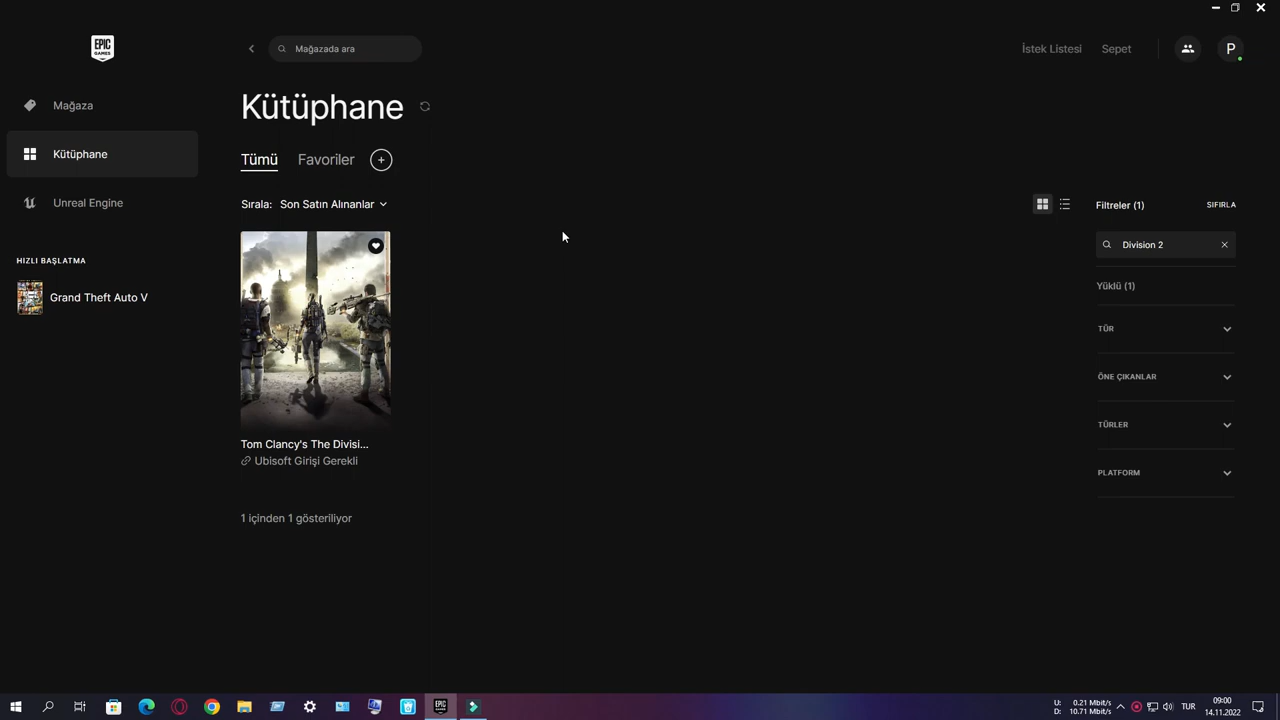 EPIC
GAMES
Mağazada ara
İstek Listesi
Sepet
P
Mağaza
Kütüphane
Unreal Engine
HIZLI BAŞLATMA
Grand Theft Auto V
Kütüphane
Tümü
Favoriler
Sırala: Son Satın Alınanlar
Tom Clancy's The Divisi...
Ubisoft Girişi Gerekli
1 içinden 1 gösteriliyor
Filtreler (1)
SIFIRLA
Division 2
Yüklü (1)
TÜR
ÖNE ÇIKANLAR
TÜRLER
PLATFORM
EPIC
GAMES
U: 0.21 Mbit/s
D: 10.71 Mbit/s
TUR
09:00
14.11.2022